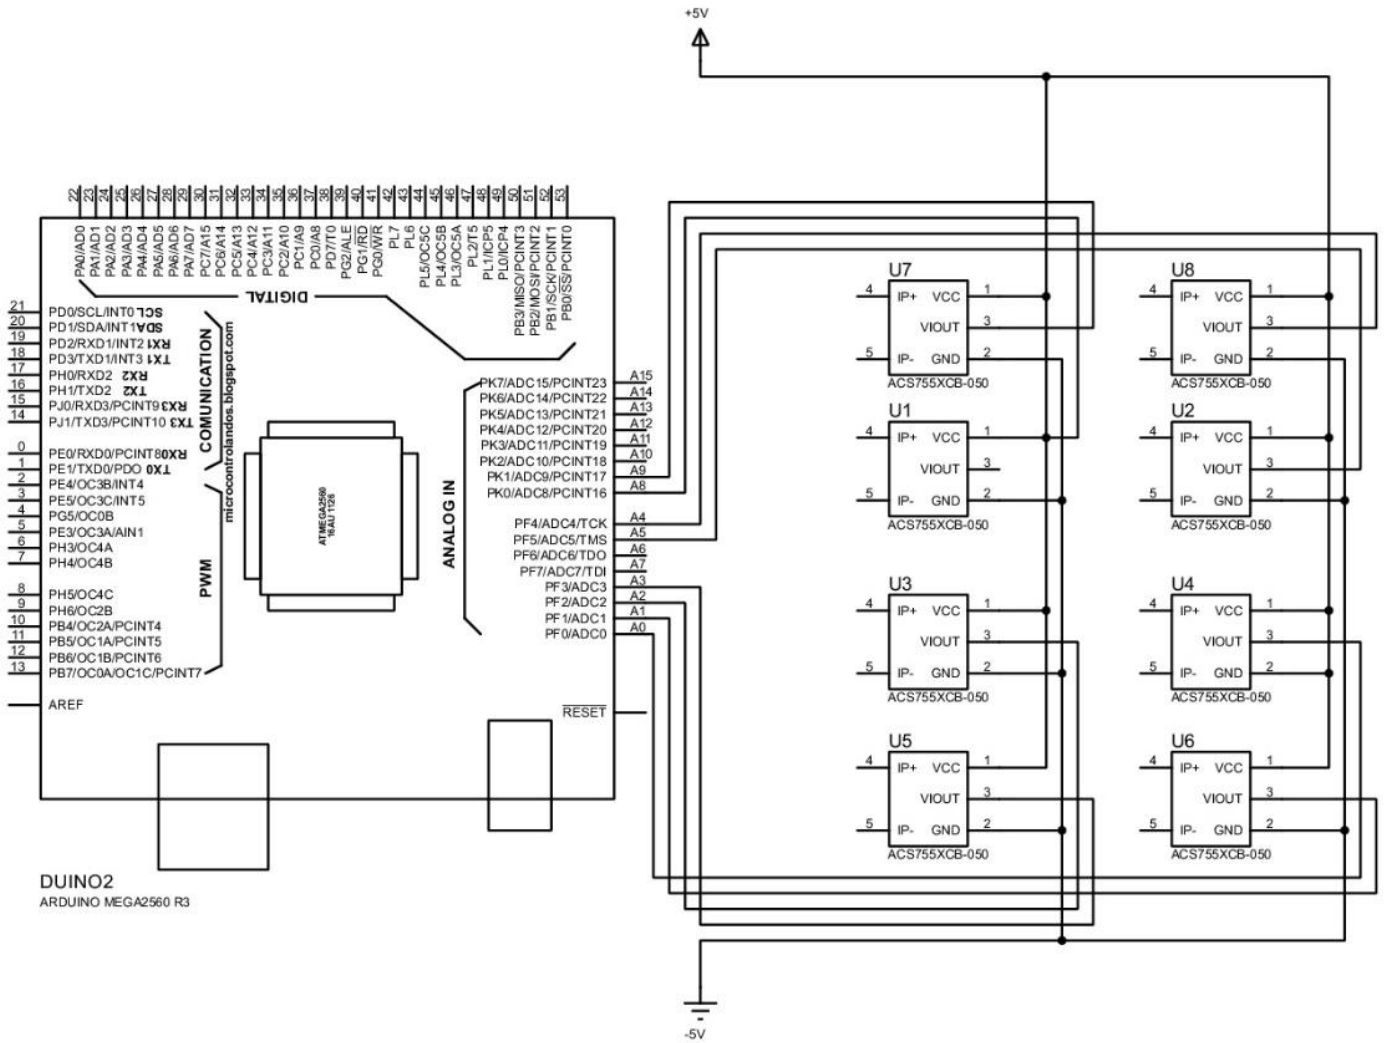 +5V
22 23 24 25 26 27 28 29 30 31 32 33 34 35 36 37 38 39 40 41 42 43 44 45 46 47 48 49 50 51 52 53
PA0/AD0
PA1/AD1
PA2/AD2
PA3/AD3
PA4/AD4
PA5/AD5
PA6/AD6
PA7/AD7
PC7/A15
PC6/A14
PC5/A13
PC4/A12
PC3/A11
PC2/A10
PC1/A9
PC0/A8
PD7/T0
PG2/ALE
PG1/RD
PG0/WR
PL7
PL6
PL5/OC5C
PL4/OC5B
PL3/OC5A
PL2/T5
PL1/ICP5
PL0/ICP4
PB3/MISO/PCINT3
PB2/MOSI/PCINT2
PB1/SCK/PCINT1
PB0/SS/PCINT0
DIGITAL
21 PD0/SCL/INT0 SCL
20 PD1/SDA/INT1 SDA
19 PD2/RXD1/INT2 RX1
18 PD3/TXD1/INT3 TX1
17 PH0/RXD2 RX2
16 PH1/TXD2 TX2
15 PJ0/RXD3/PCINT9 RX3
14 PJ1/TXD3/PCINT10 TX3
0 PE0/RXD0/PCINT8 RX0
1 PE1/TXD0/PDO TX0
2 PE4/OC3B/INT4
3 PE5/OC3C/INT5
4 PG5/OC0B
5 PE3/OC3A/AIN1
6 PH3/OC4A
7 PH4/OC4B
8 PH5/OC4C
9 PH6/OC2B
10 PB4/OC2A/PCINT4
11 PB5/OC1A/PCINT5
12 PB6/OC1B/PCINT6
13 PB7/OC0A/OC1C/PCINT7
AREF
COMUNICATION
microcontrolandos.blogspot.com
PWM
ATMEGA2560
16AU 1126
ANALOG IN
PK7/ADC15/PCINT23 A15
PK6/ADC14/PCINT22 A14
PK5/ADC13/PCINT21 A13
PK4/ADC12/PCINT20 A12
PK3/ADC11/PCINT19 A11
PK2/ADC10/PCINT18 A10
PK1/ADC9/PCINT17 A9
PK0/ADC8/PCINT16 A8
PF4/ADC4/TCK A4
PF5/ADC5/TMS A5
PF6/ADC6/TDO A6
PF7/ADC7/TDI A7
PF3/ADC3 A3
PF2/ADC2 A2
PF1/ADC1 A1
PF0/ADC0 A0
RESET
DUINO2
ARDUINO MEGA2560 R3
U7
4 IP+ VCC 1
VIOUT 3
5 IP- GND 2
ACS755XCB-050
U8
4 IP+ VCC 1
VIOUT 3
5 IP- GND 2
ACS755XCB-050
U1
4 IP+ VCC 1
VIOUT 3
5 IP- GND 2
ACS755XCB-050
U2
4 IP+ VCC 1
VIOUT 3
5 IP- GND 2
ACS755XCB-050
U3
4 IP+ VCC 1
VIOUT 3
5 IP- GND 2
ACS755XCB-050
U4
4 IP+ VCC 1
VIOUT 3
5 IP- GND 2
ACS755XCB-050
U5
4 IP+ VCC 1
VIOUT 3
5 IP- GND 2
ACS755XCB-050
U6
4 IP+ VCC 1
VIOUT 3
5 IP- GND 2
ACS755XCB-050
-5V